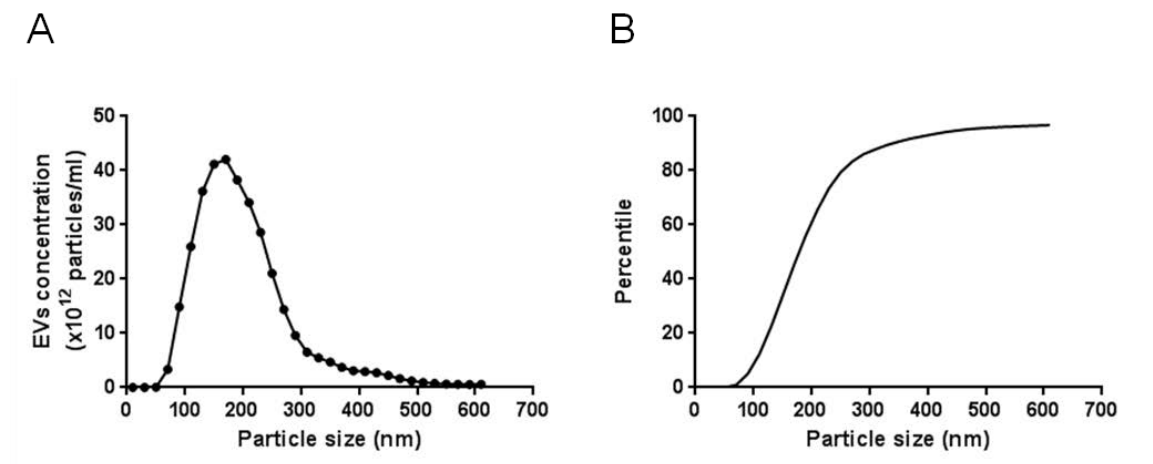 A
B
EVs concentration
(x10¹² particles/ml)
50
40
30
20
10
0
0 100 200 300 400 500 600 700
Particle size (nm)
Percentile
100
80
60
40
20
0
0 100 200 300 400 500 600 700
Particle size (nm)